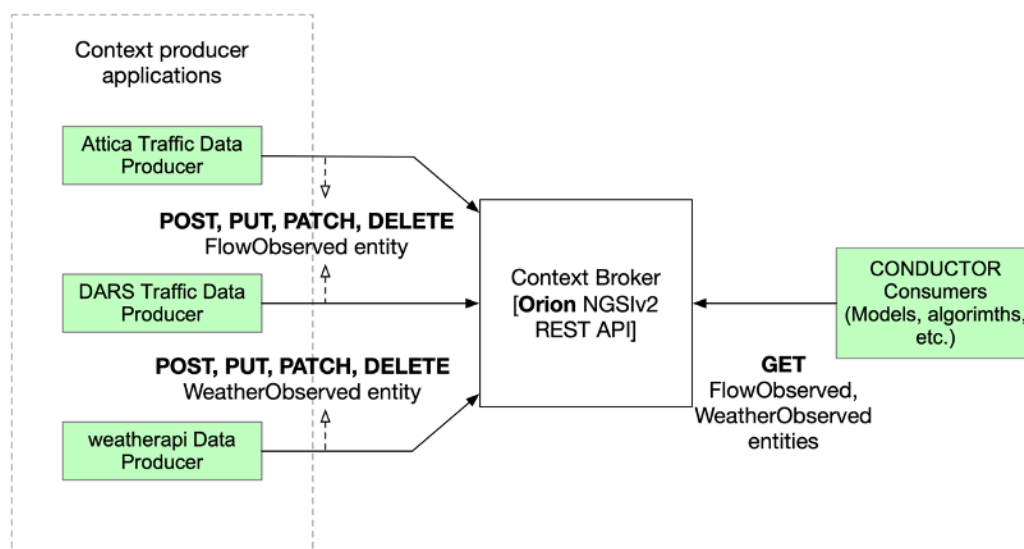 Context producer
applications
Attica Traffic Data
Producer
POST, PUT, PATCH, DELETE
FlowObserved entity
DARS Traffic Data
Producer
POST, PUT, PATCH, DELETE
WeatherObserved entity
weatherapi Data
Producer
Context Broker
[Orion NGSIv2
REST API]
CONDUCTOR
Consumers
(Models, algorimths,
etc.)
GET
FlowObserved,
WeatherObserved
entities